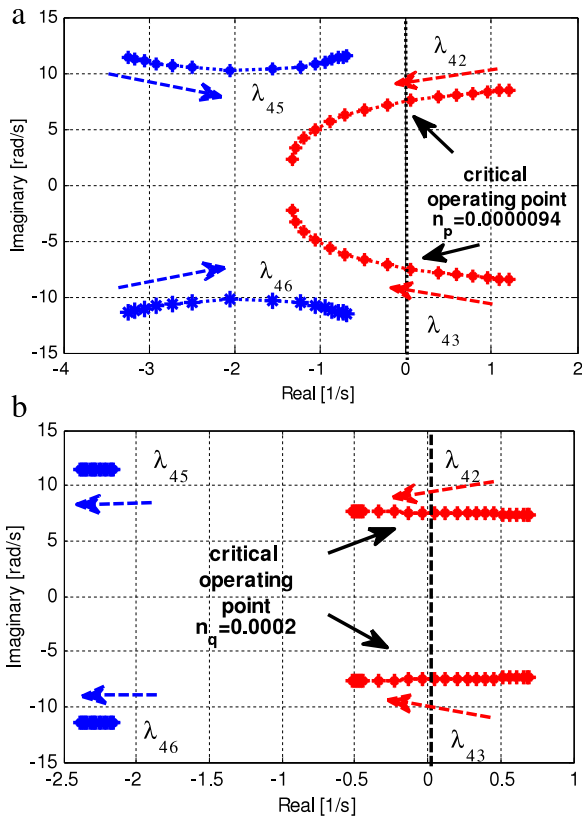 a
15
10
5
0
-5
-10
-15
Imaginary [rad/s]
λ42
λ45
critical
operating point
np=0.0000094
λ46
λ43
-4
-3
-2
-1
0
1
2
Real [1/s]
b
15
10
5
0
-5
-10
-15
Imaginary [rad/s]
λ45
λ42
critical
operating
point
nq=0.0002
λ46
λ43
-2.5
-2
-1.5
-1
-0.5
0
0.5
1
Real [1/s]